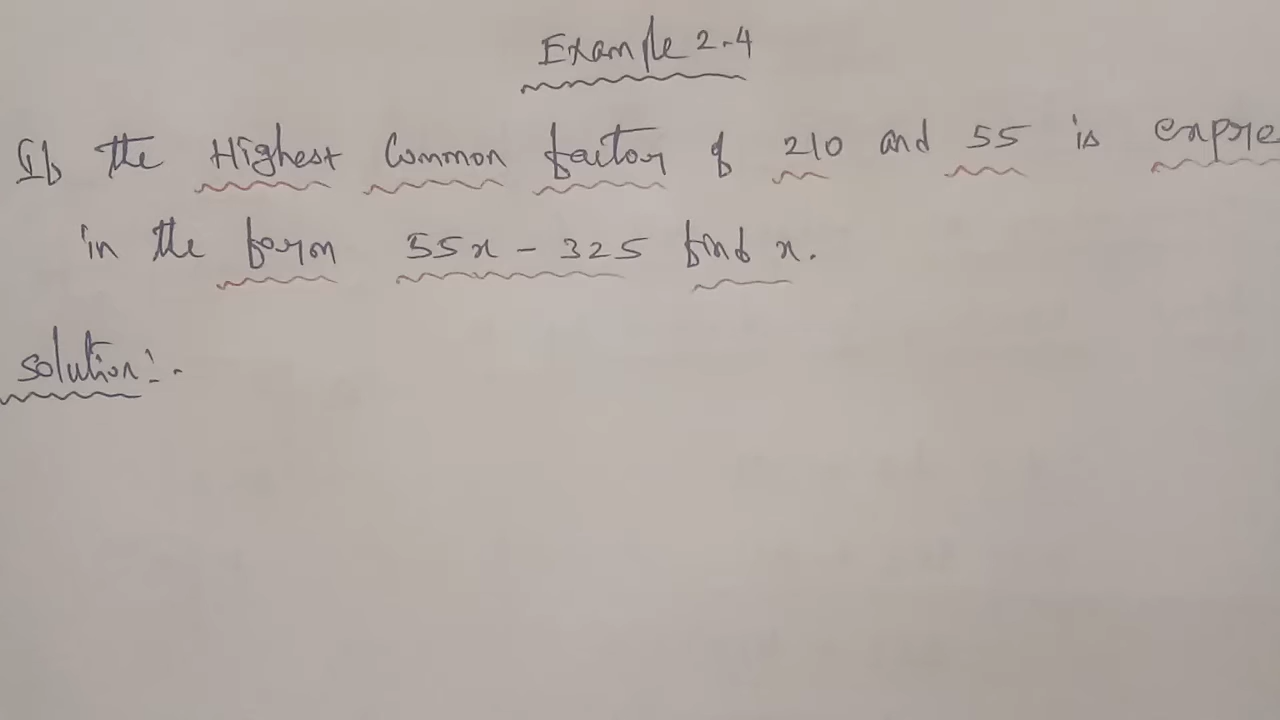 Example 2.4
If the Highest Common factor of 210 and 55 is expre
in the form 55x - 325 find x.
Solution:-